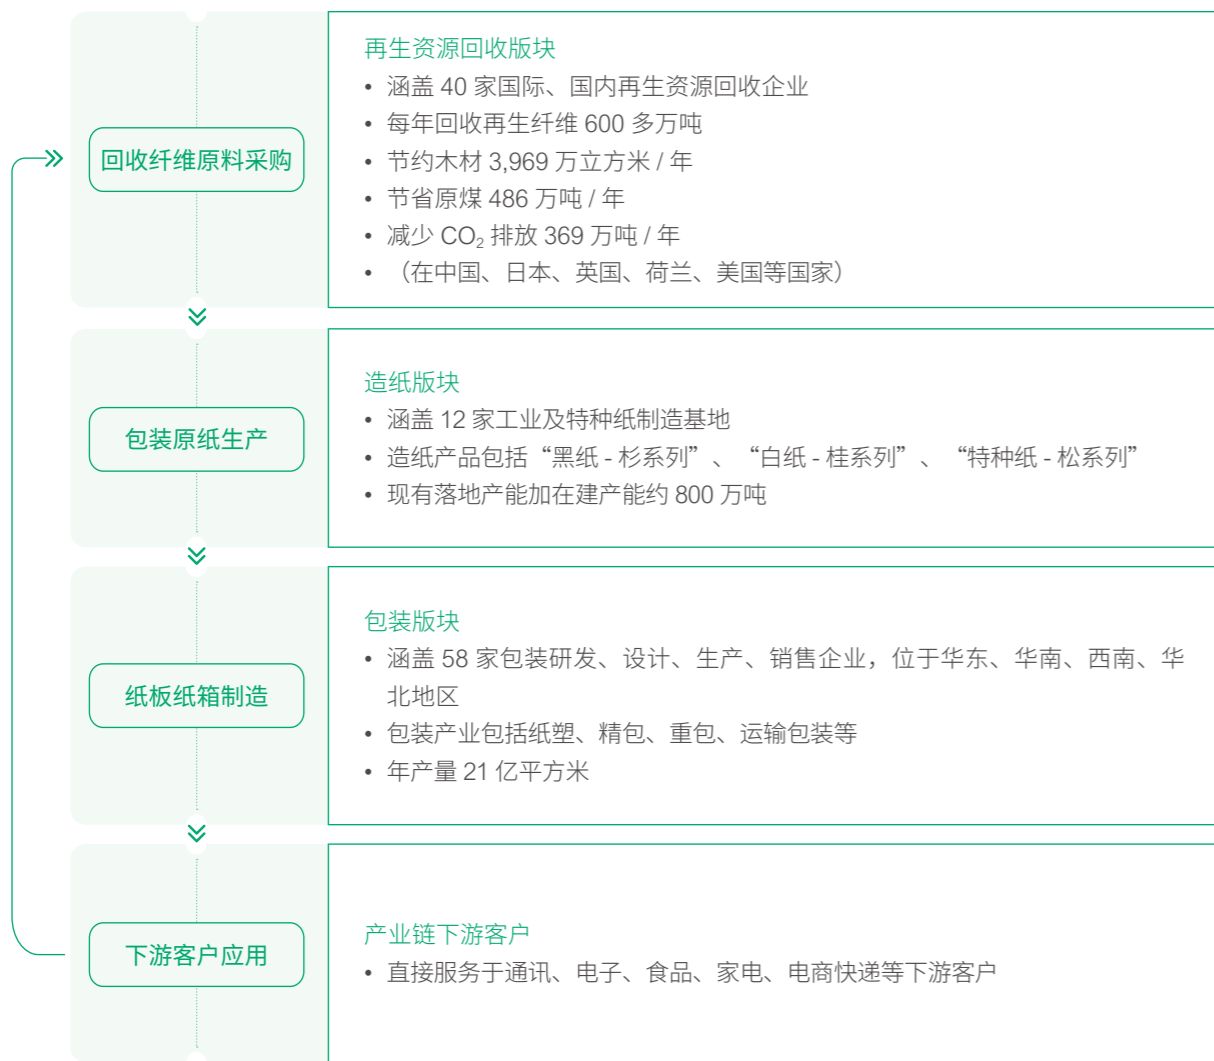 再生资源回收版块
• 涵盖 40 家国际、国内再生资源回收企业
• 每年回收再生纤维 600 多万吨
回收纤维原料采购
• 节约木材 3,969 万立方米 / 年
• 节省原煤 486 万吨 / 年
• 减少 CO₂ 排放 369 万吨 / 年
• （在中国、日本、英国、荷兰、美国等国家）
造纸版块
• 涵盖 12 家工业及特种纸制造基地
包装原纸生产
• 造纸产品包括“黑纸 - 杉系列”、“白纸 - 桂系列”、“特种纸 - 松系列”
• 现有落地产能加在建产能约 800 万吨
包装版块
• 涵盖 58 家包装研发、设计、生产、销售企业，位于华东、华南、西南、华
北地区
纸板纸箱制造
• 包装产业包括纸塑、精包、重包、运输包装等
• 年产量 21 亿平方米
产业链下游客户
下游客户应用
• 直接服务于通讯、电子、食品、家电、电商快递等下游客户